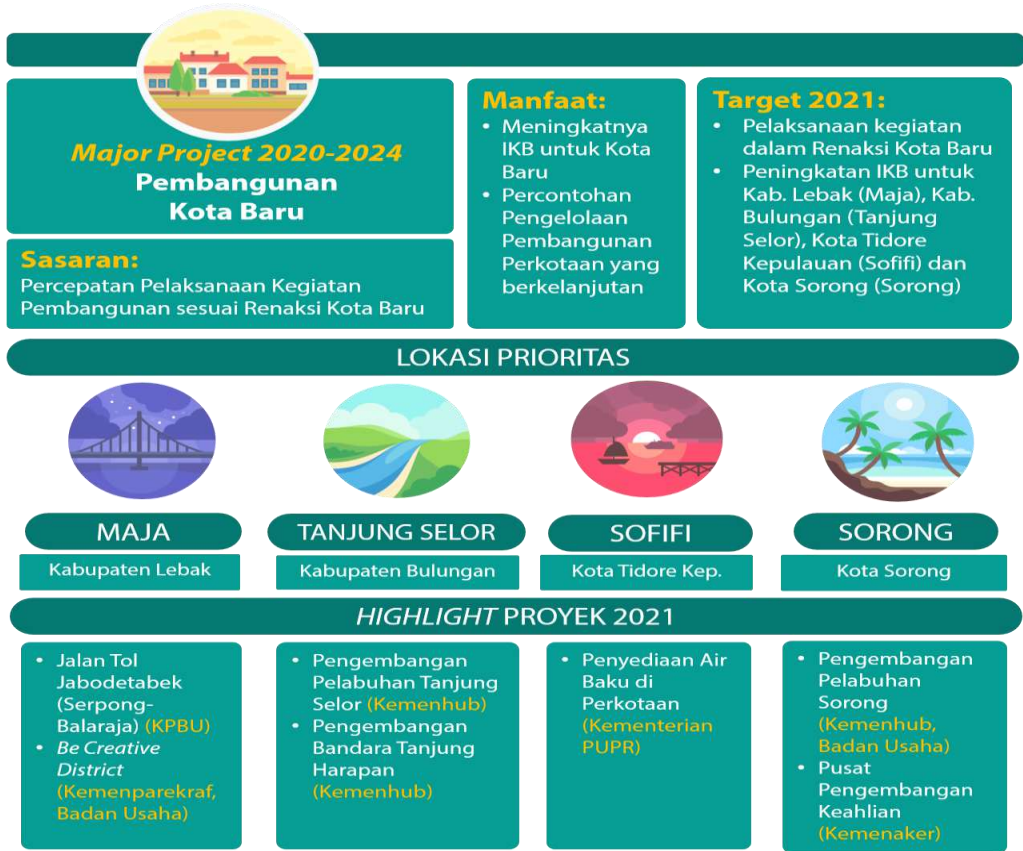 Major Project 2020-2024
Pembangunan
Kota Baru
Sasaran:
Percepatan Pelaksanaan Kegiatan
Pembangunan sesuai Renaksi Kota Baru
Manfaat:
• Meningkatnya
IKB untuk Kota
Baru
• Percontohan
Pengelolaan
Pembangunan
Perkotaan yang
berkelanjutan
Target 2021:
• Pelaksanaan kegiatan
dalam Renaksi Kota Baru
• Peningkatan IKB untuk
Kab. Lebak (Maja), Kab.
Bulungan (Tanjung
Selor), Kota Tidore
Kepulauan (Sofifi) dan
Kota Sorong (Sorong)
LOKASI PRIORITAS
MAJA
Kabupaten Lebak
TANJUNG SELOR
Kabupaten Bulungan
SOFIFI
Kota Tidore Kep.
SORONG
Kota Sorong
HIGHLIGHT PROYEK 2021
• Jalan Tol
Jabodetabek
(Serpong-
Balaraja) (KPBU)
• Be Creative
District
(Kemenparekraf,
Badan Usaha)
• Pengembangan
Pelabuhan Tanjung
Selor (Kemenhub)
• Pengembangan
Bandara Tanjung
Harapan
(Kemenhub)
• Penyediaan Air
Baku di
Perkotaan
(Kementerian
PUPR)
• Pengembangan
Pelabuhan
Sorong
(Kemenhub,
Badan Usaha)
• Pusat
Pengembangan
Keahlian
(Kemenaker)